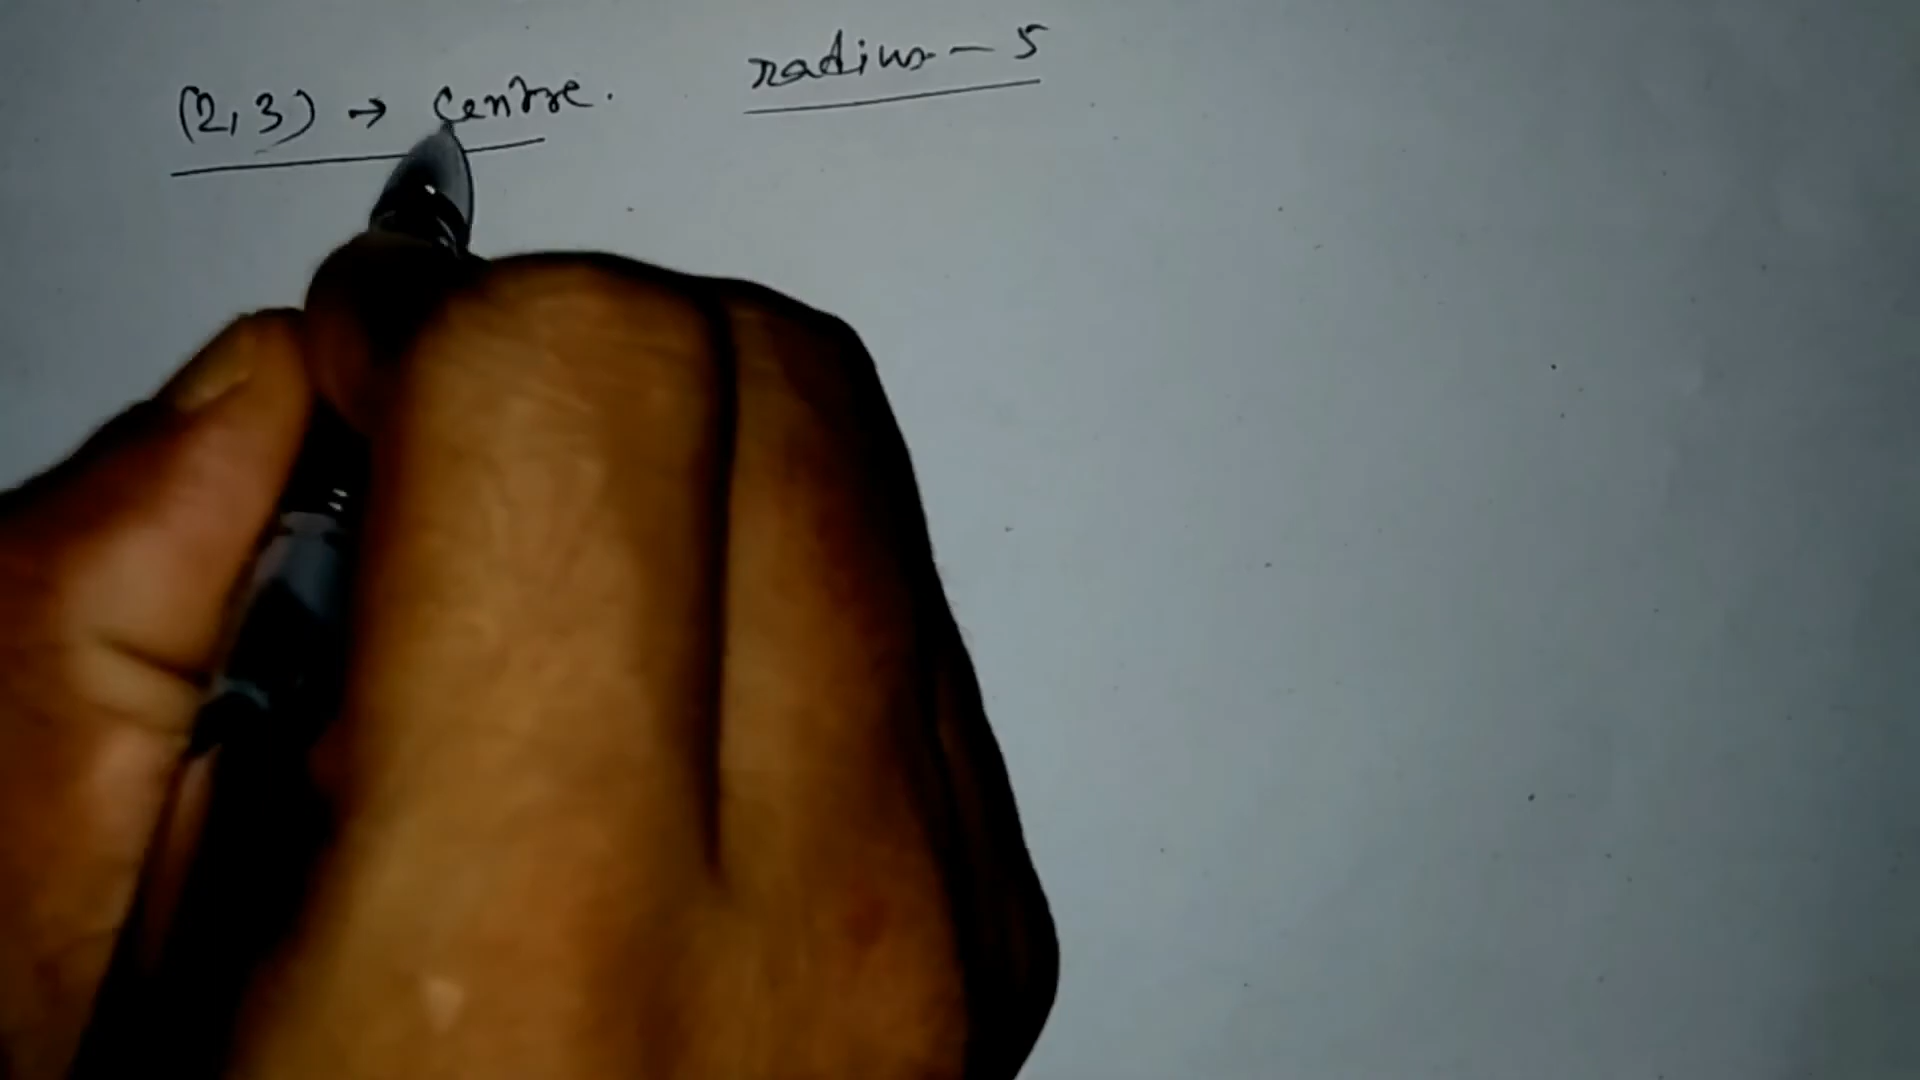 (2,3) → Centre. radius - 5